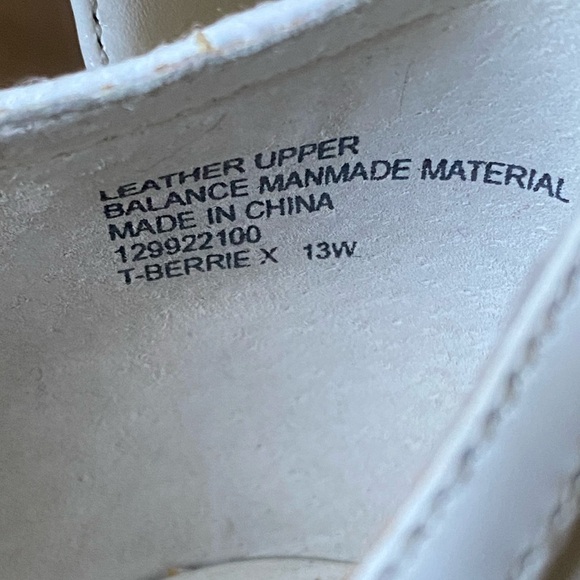 LEATHER UPPER
BALANCE MANMADE MATERIAL
MADE IN CHINA
129922100
T-BERRIE X 13W